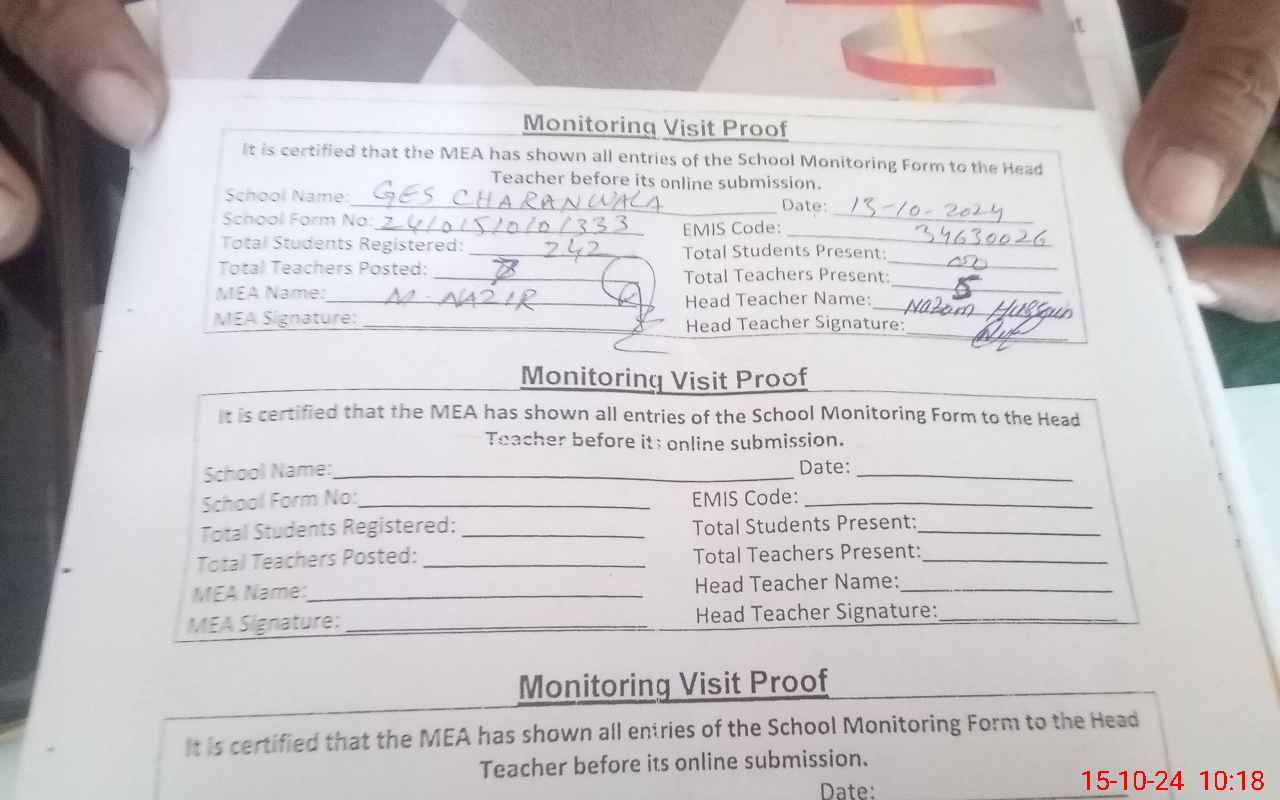 Monitoring Visit Proof
It is certified that the MEA has shown all entries of the School Monitoring Form to the Head
Teacher before its online submission.
School Name: GES CHARANWALA Date: 13-10-2024
School Form No: 24/015/0/0/333 EMIS Code: 34630026
Total Students Registered: 242 Total Students Present:
Total Teachers Posted: Total Teachers Present: 5
MEA Name: M. NAZIR Head Teacher Name: Nazam Hussain
MEA Signature: Head Teacher Signature:
Monitoring Visit Proof
It is certified that the MEA has shown all entries of the School Monitoring Form to the Head
Teacher before its online submission.
School Name: Date:
School Form No: EMIS Code:
Total Students Registered: Total Students Present:
Total Teachers Posted: Total Teachers Present:
MEA Name: Head Teacher Name:
MEA Signature: Head Teacher Signature:
Monitoring Visit Proof
It is certified that the MEA has shown all entries of the School Monitoring Form to the Head
Teacher before its online submission.
Date:
15-10-24 10:18